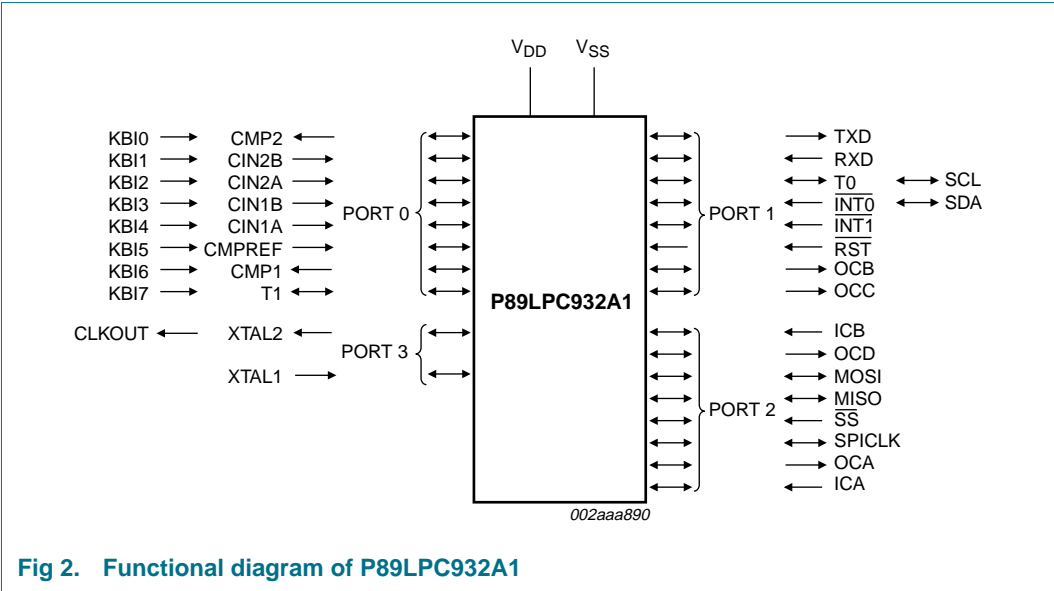 VDD VSS
KBI0 CMP2 TXD
KBI1 CIN2B RXD
KBI2 CIN2A T0 SCL
KBI3 CIN1B INT0 SDA
PORT 0 PORT 1
KBI4 CIN1A INT1
KBI5 CMPREF RST
KBI6 CMP1 OCB
KBI7 T1 OCC
P89LPC932A1
CLKOUT XTAL2 ICB
PORT 3 OCD
XTAL1 MOSI
MISO
PORT 2
SS
SPICLK
OCA
ICA
002aaa890
Fig 2. Functional diagram of P89LPC932A1